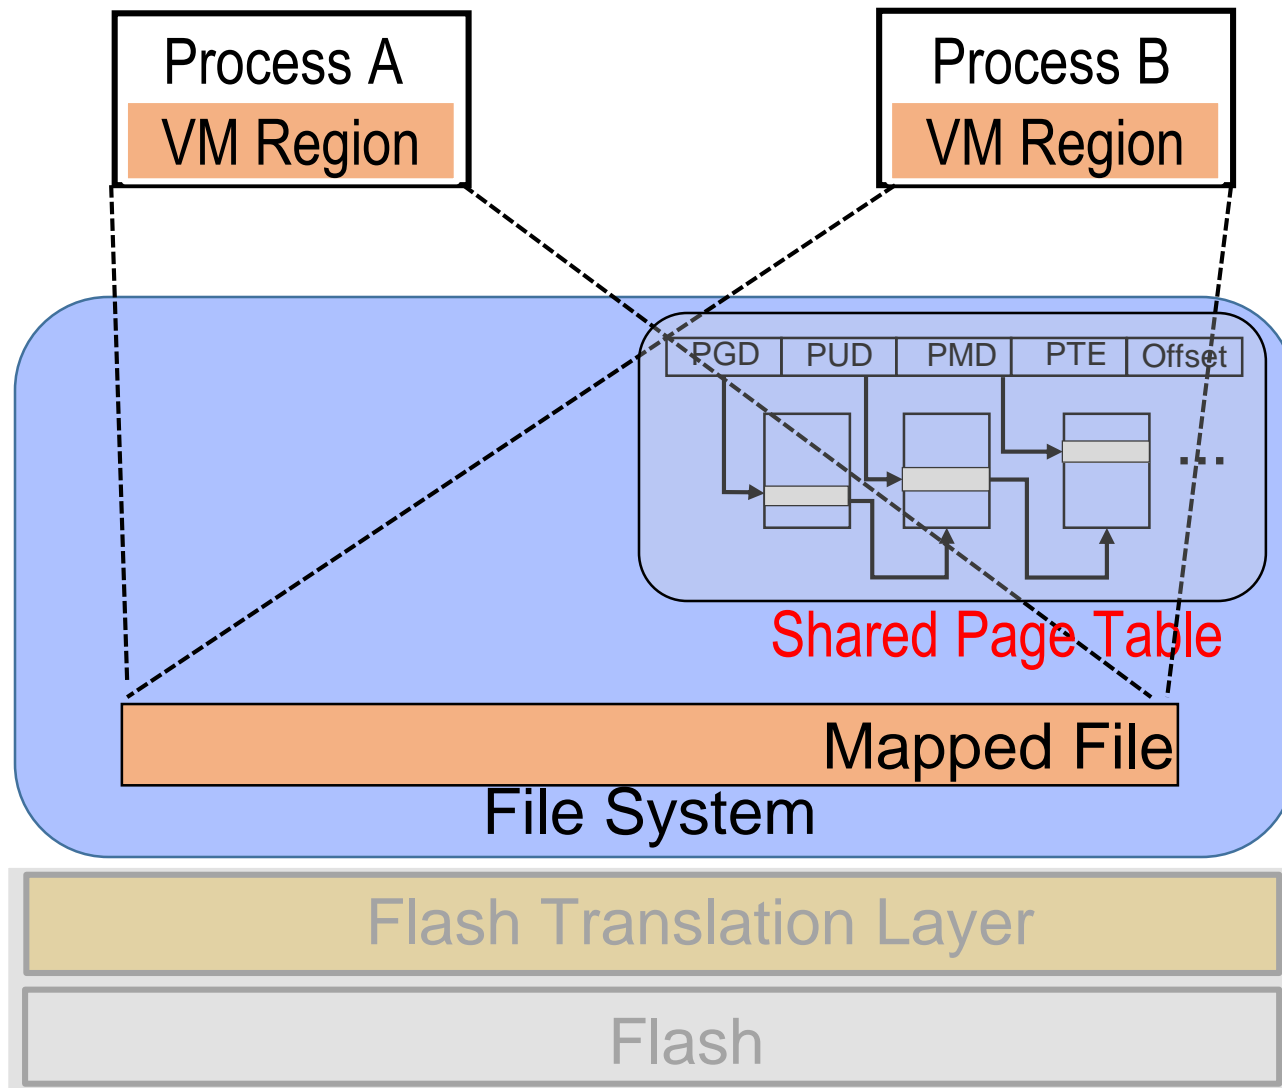 Process A
VM Region
Process B
VM Region
PGD PUD PMD PTE Offset
...
Shared Page Table
Mapped File
File System
Flash Translation Layer
Flash